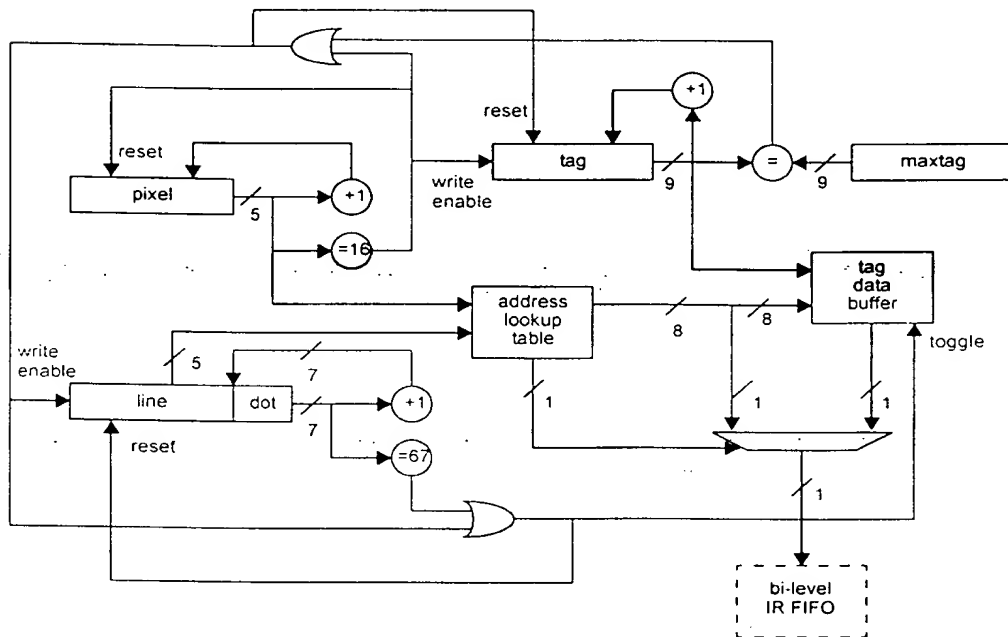 +1
reset
tag
9
=
9
maxtag
write
enable
reset
pixel
5
+1
=16
tag
data
buffer
address
lookup
table
8
8
toggle
write
enable
5
7
line
dot
7
+1
reset
=67
1
1
1
1
bi-level
IR FIFO